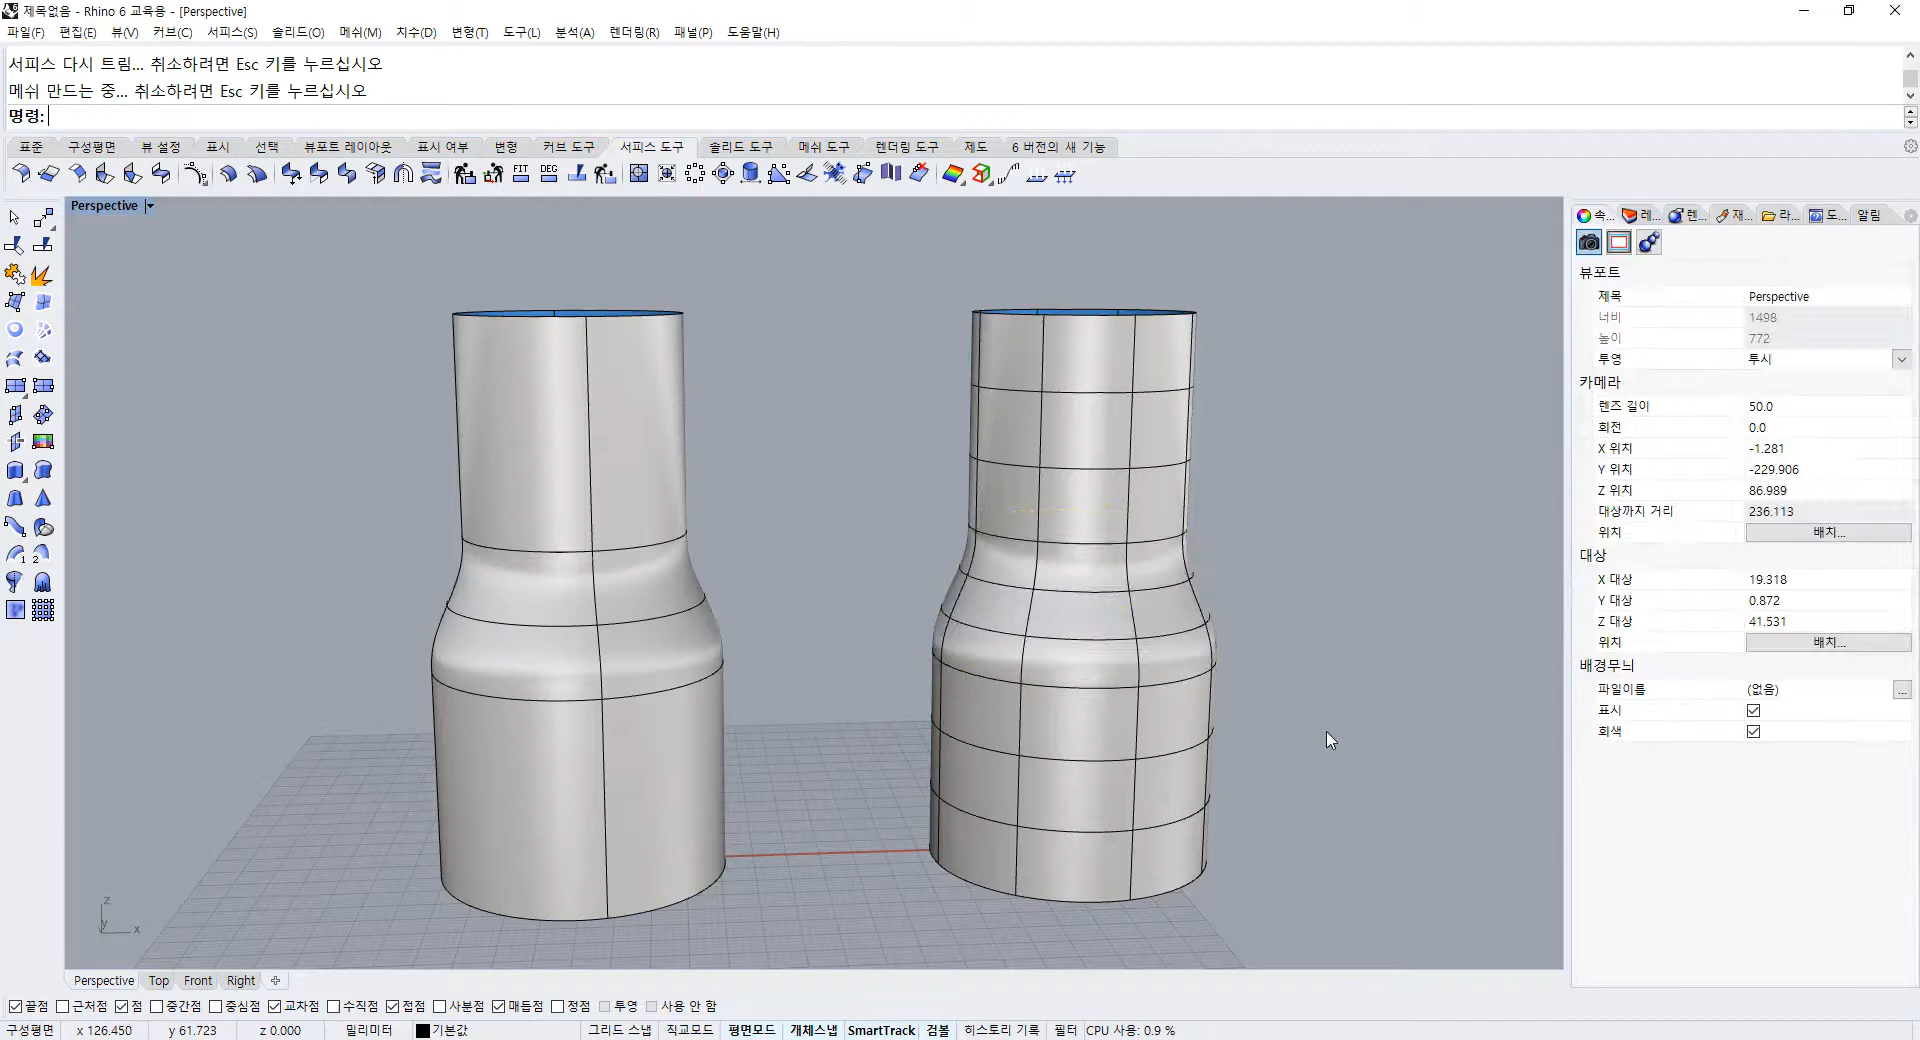 제목없음 - Rhino 6 교육용 - [Perspective]
파일(F) 편집(E) 뷰(V) 커브(C) 서피스(S) 솔리드(O) 메쉬(M) 치수(D) 변형(T) 도구(L) 분석(A) 렌더링(R) 패널(P) 도움말(H)
서피스 다시 트림... 취소하려면 Esc 키를 누르십시오
메쉬 만드는 중... 취소하려면 Esc 키를 누르십시오
명령:
표준 구성평면 뷰 설정 표시 선택 뷰포트 레이아웃 표시 여부 변형 커브 도구 서피스 도구 솔리드 도구 메쉬 도구 렌더링 도구 제도 6 버전의 새 기능
FIT DEG
Perspective
속... 레... 렌... 재... 라... 도... 알림
뷰포트
제목 Perspective
너비 1498
높이 772
투영 투시
카메라
렌즈 길이 50.0
회전 0.0
X 위치 -1.281
Y 위치 -229.906
Z 위치 86.989
대상까지 거리 236.113
위치 배치...
대상
X 대상 19.318
Y 대상 0.872
Z 대상 41.531
위치 배치...
배경무늬
파일이름 (없음) ...
표시
회색
1 2
z
y
x
Perspective Top Front Right
끝점 근처점 점 중간점 중심점 교차점 수직점 접점 사분점 매듭점 정점 투영 사용 안 함
구성평면 x 126.450 y 61.723 z 0.000 밀리미터 기본값 그리드 스냅 직교모드 평면모드 개체스냅 SmartTrack 검볼 히스토리 기록 필터 CPU 사용: 0.9 %